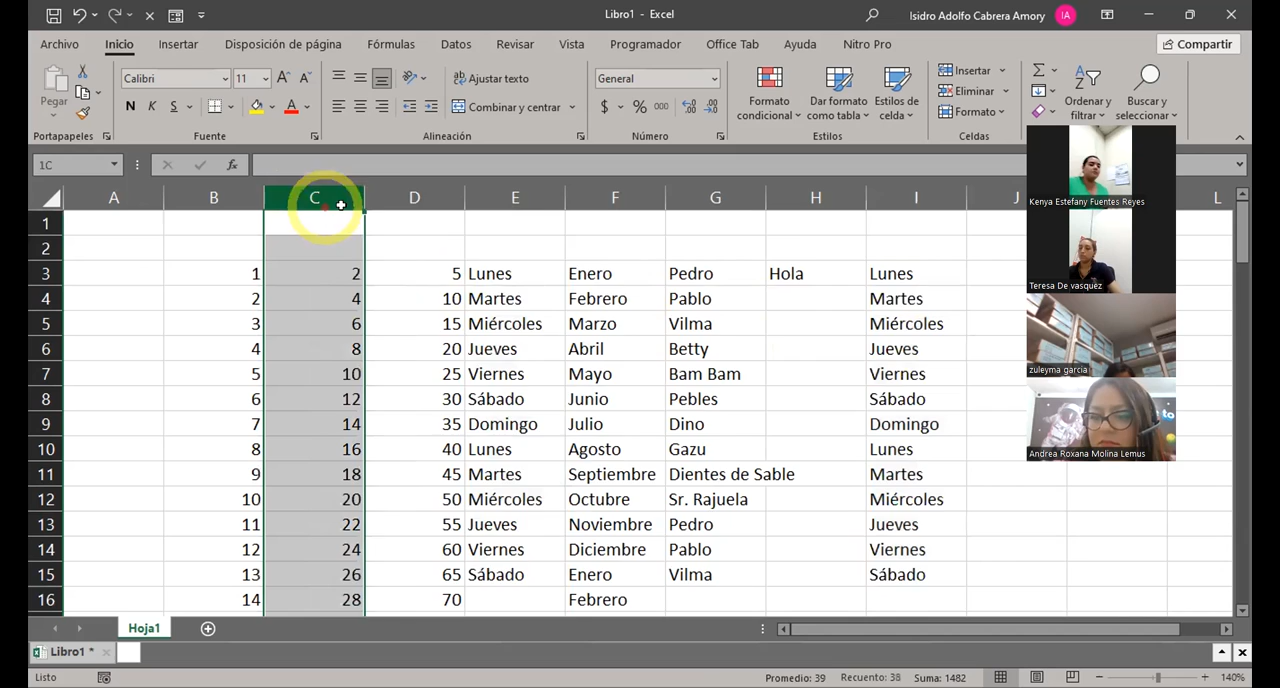 Libro1 - Excel
Isidro Adolfo Cabrera Amory
IA
Archivo Inicio Insertar Disposición de página Fórmulas Datos Revisar Vista Programador Office Tab Ayuda Nitro Pro
Compartir
Pegar
Calibri 11
N K S
Ajustar texto
Combinar y centrar
General
$ % 000
Formato condicional
Dar formato como tabla
Estilos de celda
Insertar
Eliminar
Formato
Ordenar y filtrar
Buscar y seleccionar
Portapapeles Fuente Alineación Número Estilos Celdas
1C
fx
A B C D E F G H I J L
1
2
3 1 2 5 Lunes Enero Pedro Hola Lunes
4 2 4 10 Martes Febrero Pablo Martes
5 3 6 15 Miércoles Marzo Vilma Miércoles
6 4 8 20 Jueves Abril Betty Jueves
7 5 10 25 Viernes Mayo Bam Bam Viernes
8 6 12 30 Sábado Junio Pebles Sábado
9 7 14 35 Domingo Julio Dino Domingo
10 8 16 40 Lunes Agosto Gazu Lunes
11 9 18 45 Martes Septiembre Dientes de Sable Martes
12 10 20 50 Miércoles Octubre Sr. Rajuela Miércoles
13 11 22 55 Jueves Noviembre Pedro Jueves
14 12 24 60 Viernes Diciembre Pablo Viernes
15 13 26 65 Sábado Enero Vilma Sábado
16 14 28 70 Febrero
Kenya Estefany Fuentes Reyes
Teresa De vasquez
zuleyma garcia
Andrea Roxana Molina Lemus
Hoja1
Libro1 *
Listo
Promedio: 39 Recuento: 38 Suma: 1482
140%